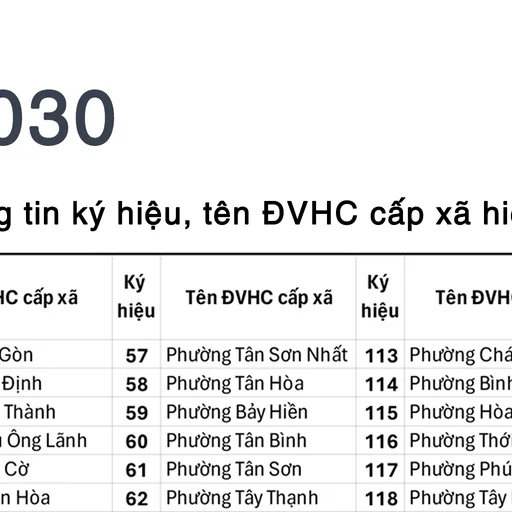 030
g tin ký hiệu, tên ĐVHC cấp xã hi
HC cấp xã Ký hiệu Tên ĐVHC cấp xã Ký hiệu Tên ĐVH
Gòn 57 Phường Tân Sơn Nhất 113 Phường Chá
Định 58 Phường Tân Hòa 114 Phường Bình
Thành 59 Phường Bảy Hiền 115 Phường Hòa
Ông Lãnh 60 Phường Tân Bình 116 Phường Thớ
Cờ 61 Phường Tân Sơn 117 Phường Phú
n Hòa 62 Phường Tây Thạnh 118 Phường Tây